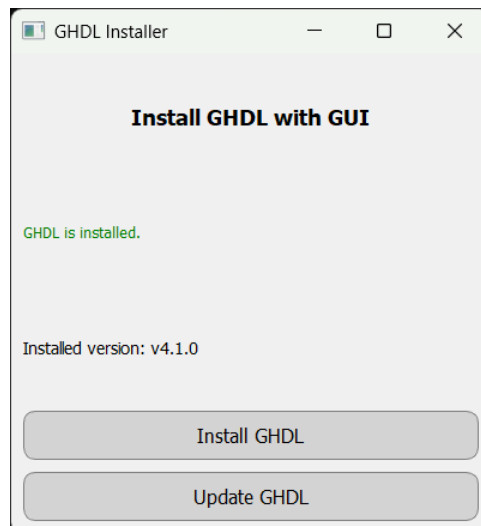 GHDL Installer
Install GHDL with GUI
GHDL is installed.
Installed version: v4.1.0
Install GHDL
Update GHDL